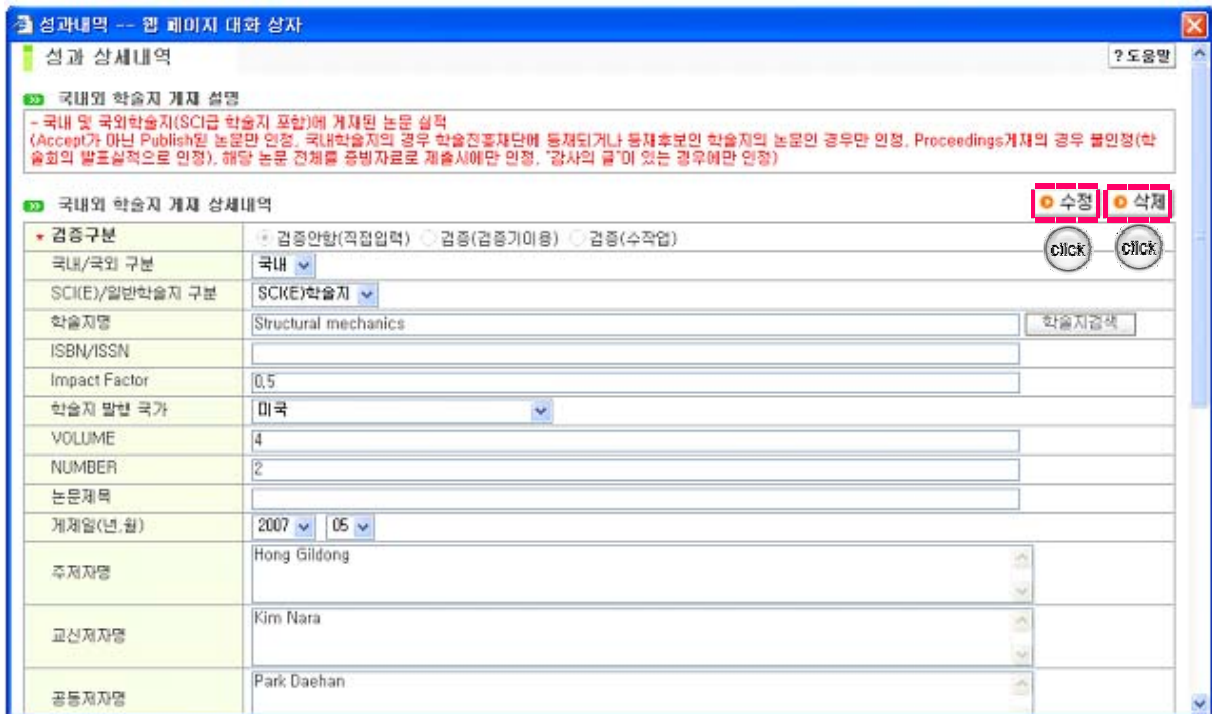 성과내역 -- 웹 페이지 대화 상자
성과 상세내역
?도움말
국내외 학술지 게재 설명
- 국내 및 국외학술지(SCI급 학술지 포함)에 게재된 논문 실적
(Accept가 아닌 Publish된 논문만 인정, 국내학술지의 경우 학술진흥재단에 등재되거나 등재후보인 학술지의 논문인 경우만 인정, Proceedings게재의 경우 불인정(학
술회의 발표실적으로 인정), 해당 논문 전체를 증빙자료로 제출시에만 인정, "감사의 글"이 있는 경우에만 인정)
국내외 학술지 게재 상세내역
수정 삭제
click click
검증구분 검증안함(직접입력) 검증(검증기이용) 검증(수작업)
국내/국외 구분 국내
SCI(E)/일반학술지 구분 SCI(E)학술지
학술지명 Structural mechanics 학술지검색
ISBN/ISSN
Impact Factor 0.5
학술지 발행 국가 미국
VOLUME 4
NUMBER 2
논문제목
게제일(년.월) 2007 05
주저자명 Hong Gildong
교신저자명 Kim Nara
공동저자명 Park Daehan